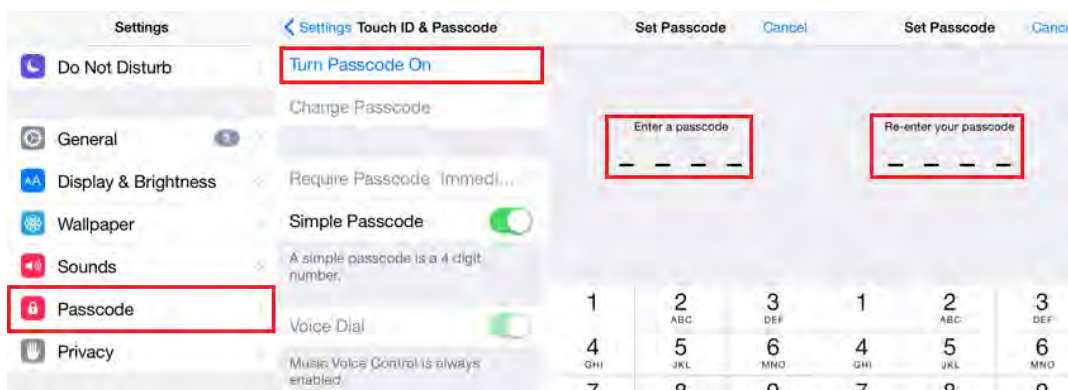 Settings
Do Not Disturb
General
Display & Brightness
Wallpaper
Sounds
Passcode
Privacy
Settings Touch ID & Passcode
Turn Passcode On
Change Passcode
Require Passcode Immedi...
Simple Passcode
A simple passcode is a 4 digit
number.
Voice Dial
Music Voice Control is always
enabled.
Set Passcode Cancel
Enter a passcode
1 2 3
ABC DEF
4 5 6
GHI JKL MNO
Set Passcode
Re-enter your passcode
1 2 3
ABC DEF
4 5 6
GHI JKL MNO